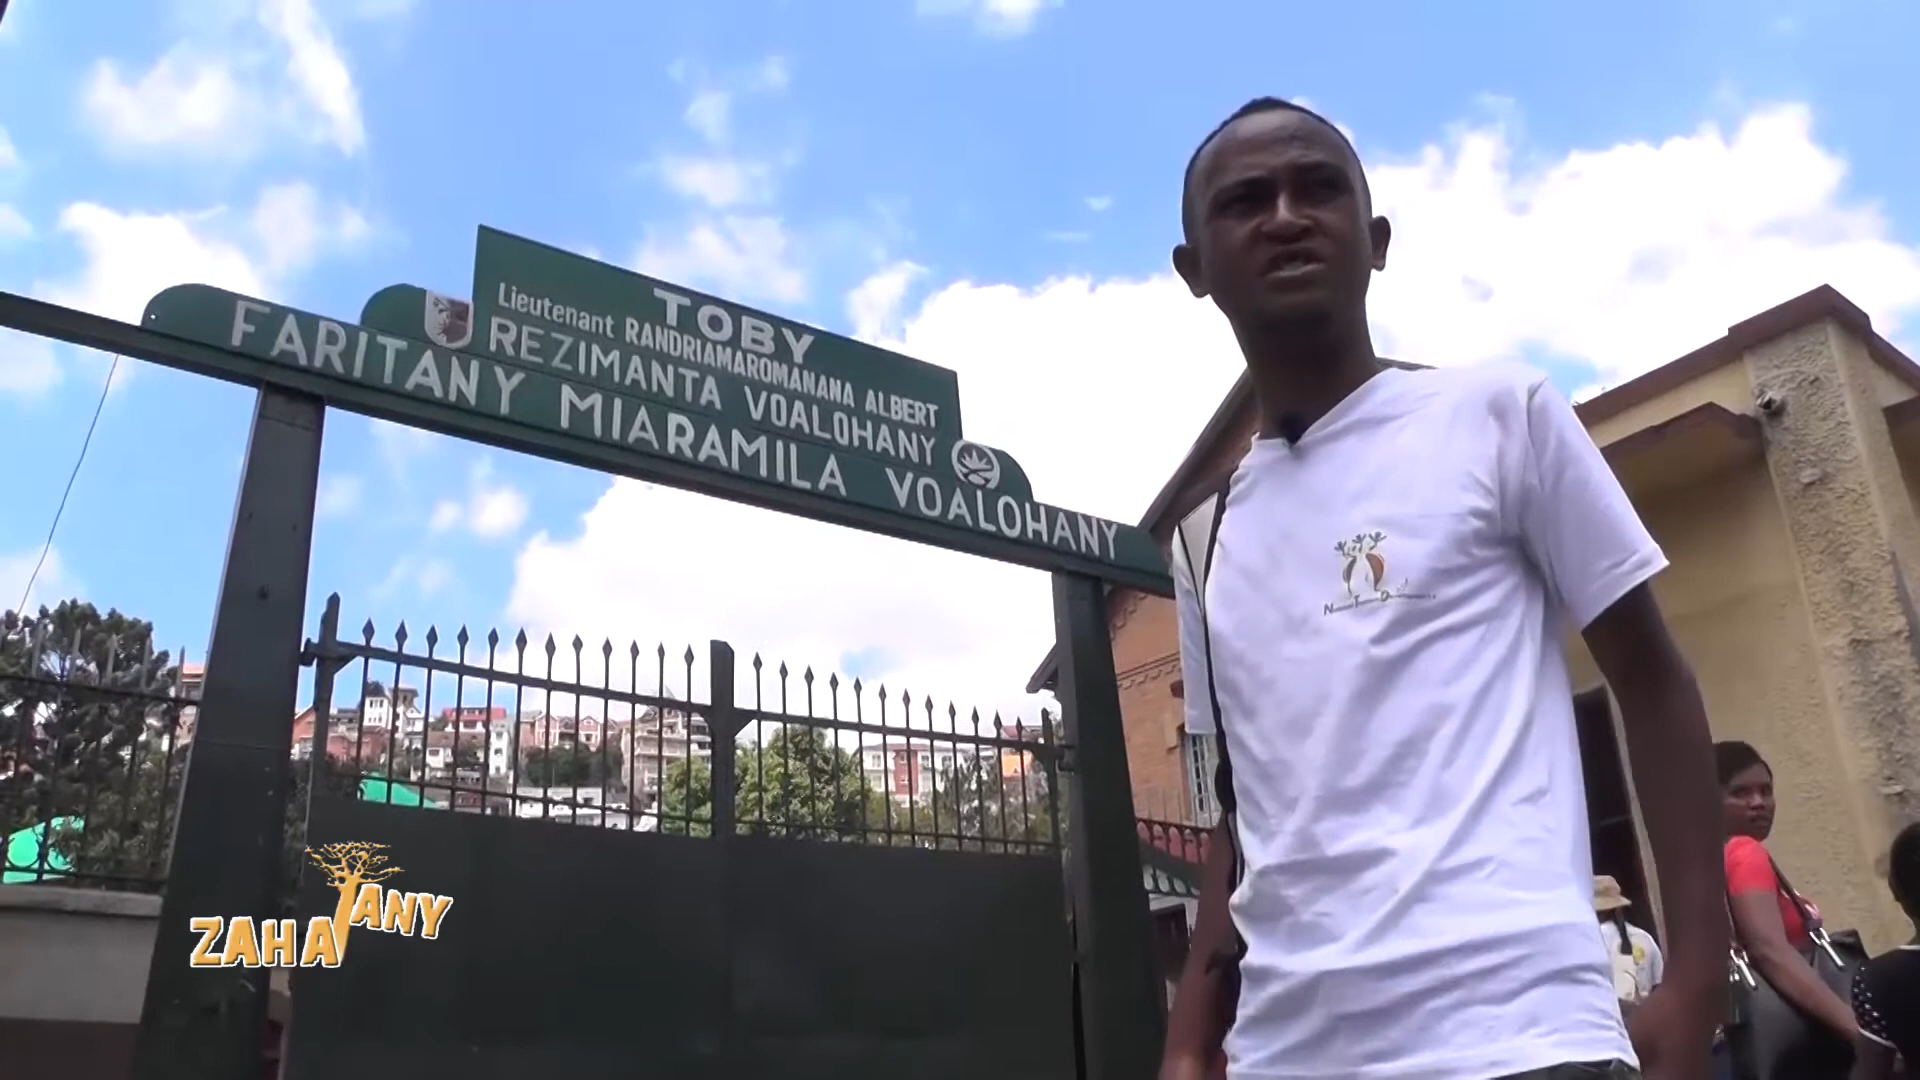 TOBY
Lieutenant RANDRIAMAROMANANA ALBERT
REZIMANTA VOALOHANY
FARITANY MIARAMILA VOALOHANY
ZAHATANY